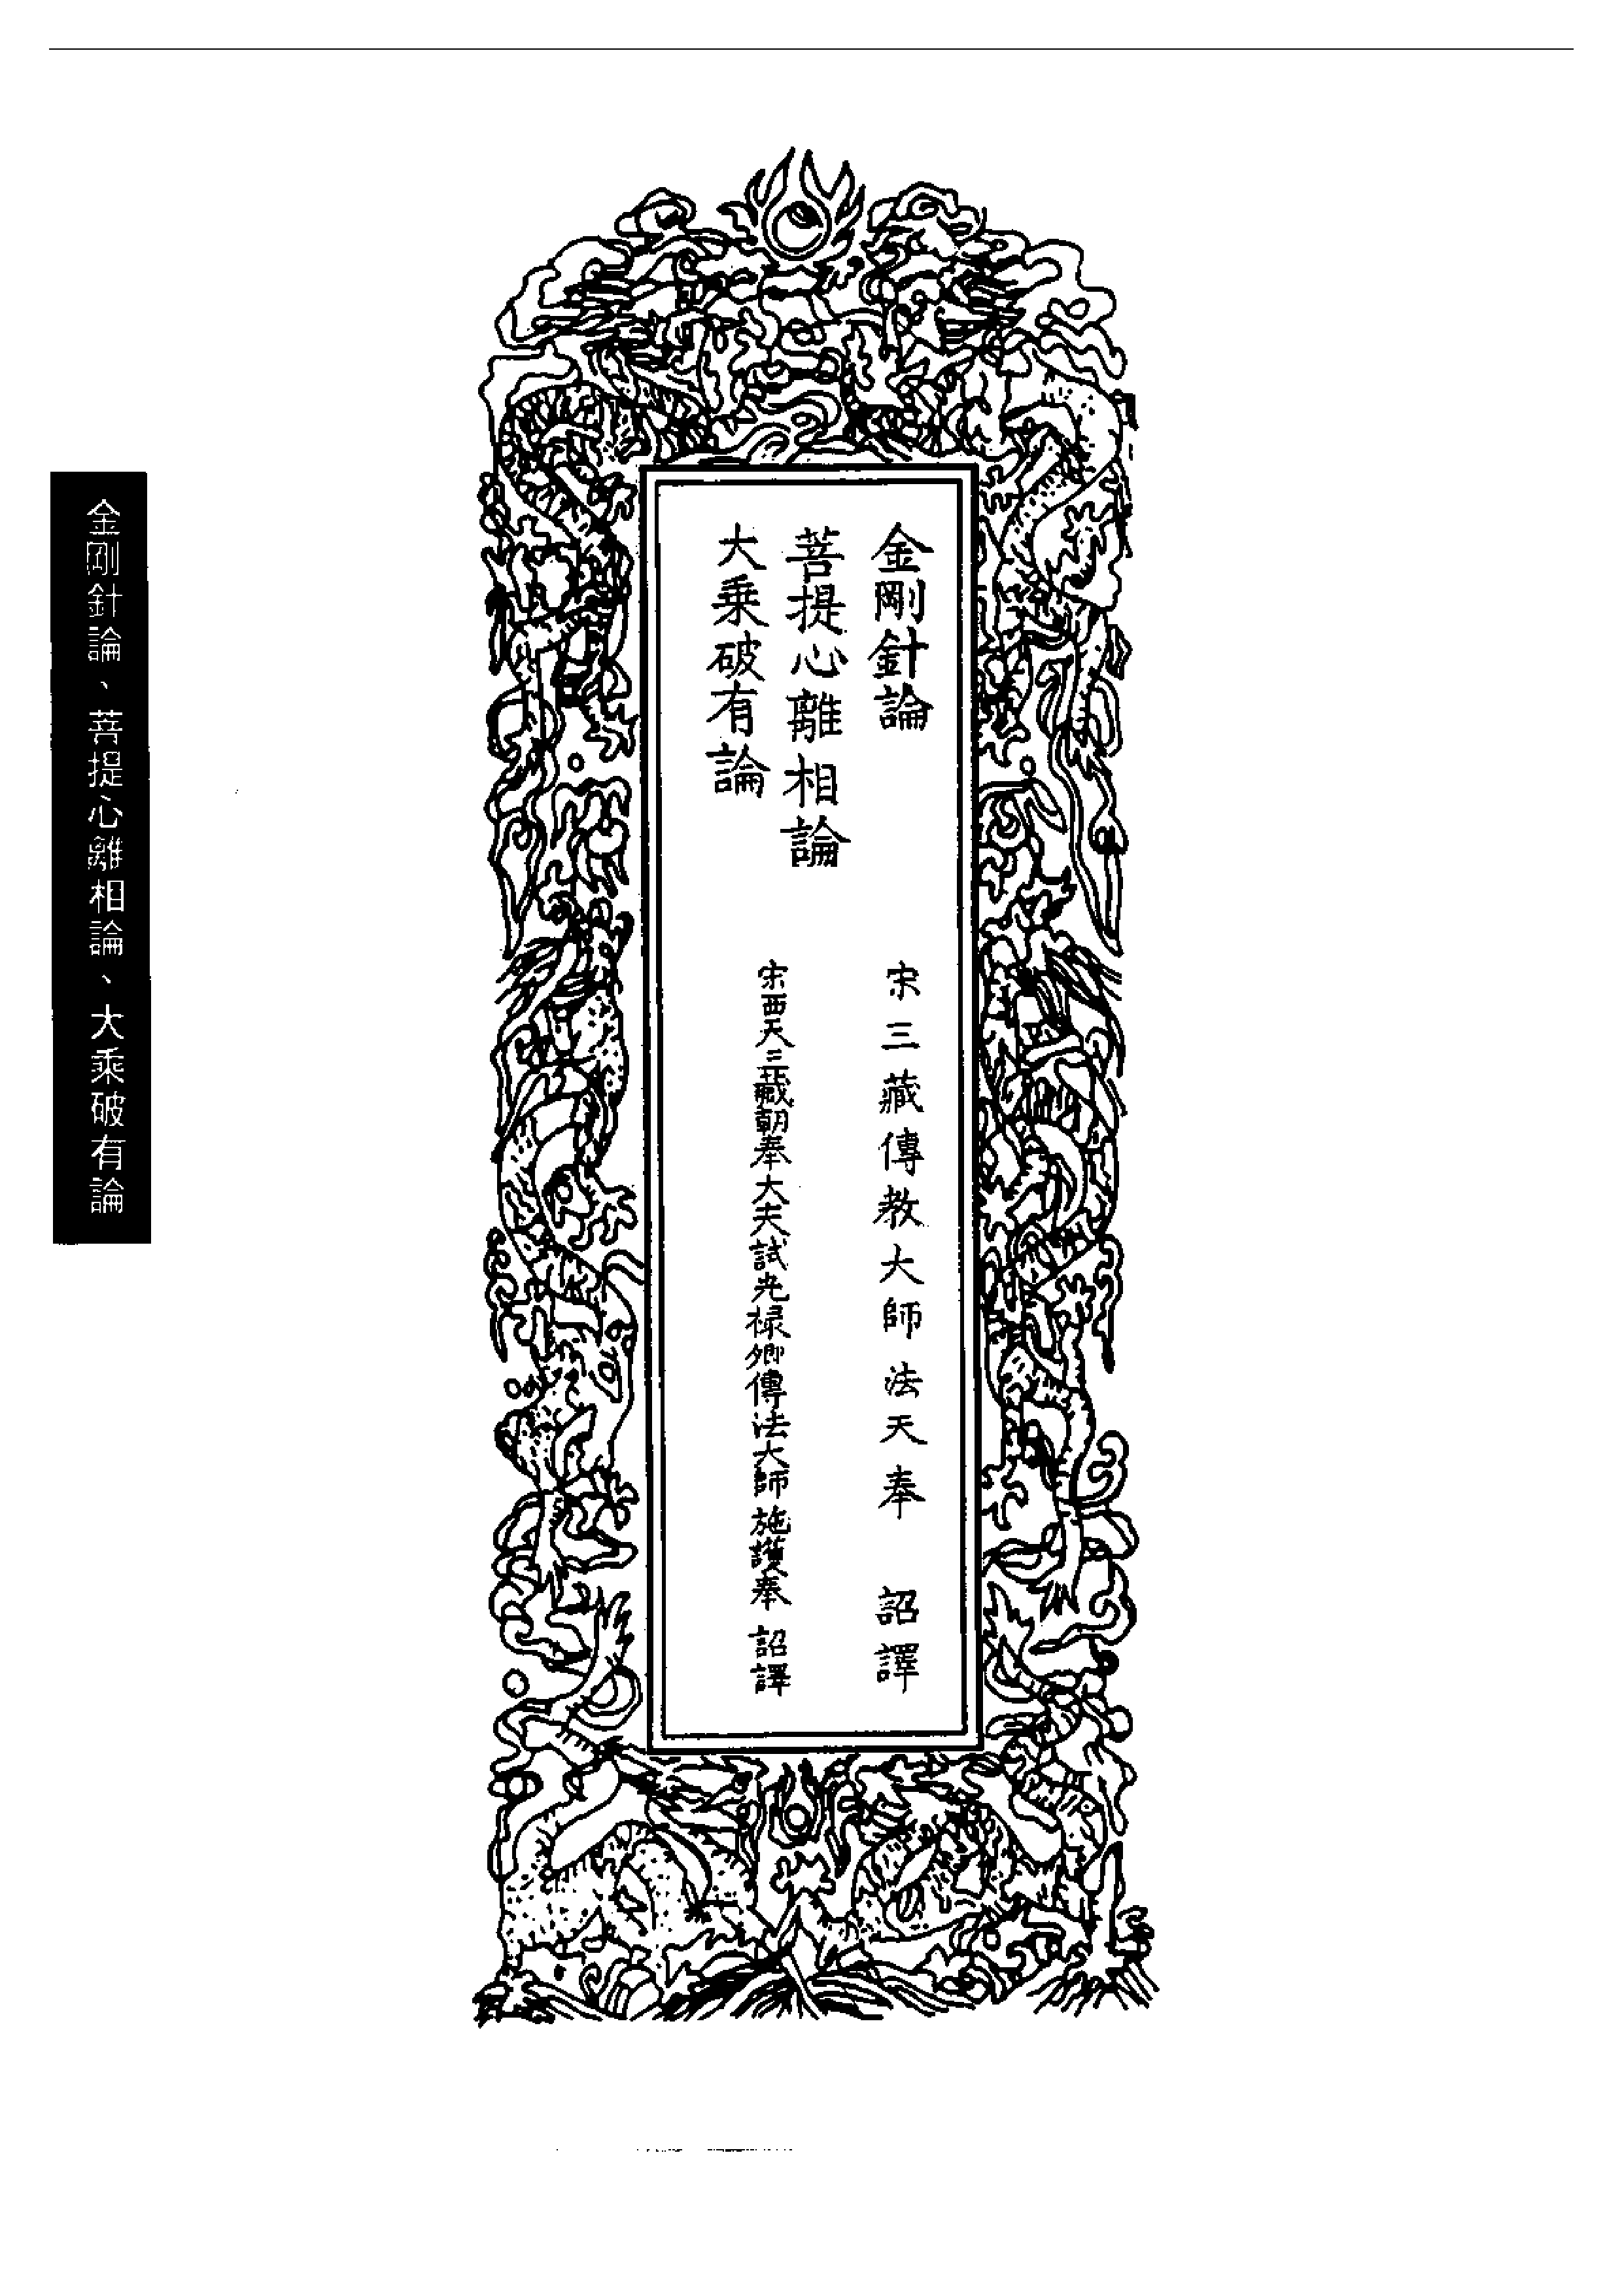 金剛針論
菩提心離相論
大乘破有論
宋三藏傳教大師法天奉　詔譯
宋西天三藏朝奉大夫試光祿卿傳法大師施護奉　詔譯
金剛針論、菩提心離相論、大乘破有論